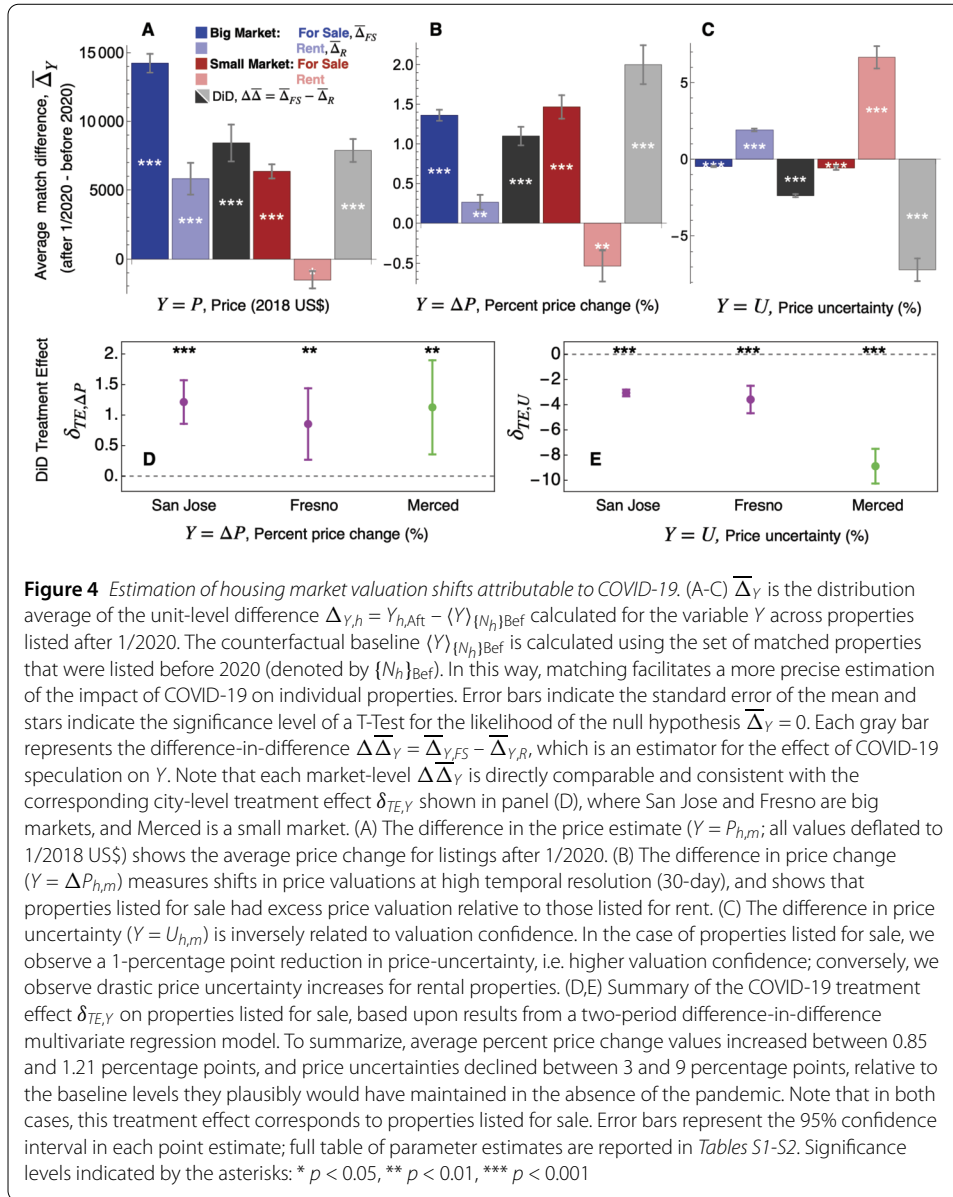 A
Big Market: For Sale, Δ̅_FS
Rent, Δ̅_R
Small Market: For Sale
Rent
DiD, ΔΔ̅ = Δ̅_FS − Δ̅_R
B
C
Average match difference, Δ̅_Y
(after 1/2020 - before 2020)
15000
10000
5000
0
***
***
***
***
*
***
2.0
1.5
1.0
0.5
0.0
−0.5
***
**
***
***
**
***
5
0
−5
***
***
***
***
***
***
Y = P, Price (2018 US$)
Y = ΔP, Percent price change (%)
Y = U, Price uncertainty (%)
DiD Treatment Effect
δ_TE,ΔP
2.
1.5
1.
0.5
0.
***
**
**
D
San Jose Fresno Merced
Y = ΔP, Percent price change (%)
δ_TE,U
0
−2
−4
−6
−8
−10
***
***
***
E
San Jose Fresno Merced
Y = U, Price uncertainty (%)
Figure 4 Estimation of housing market valuation shifts attributable to COVID-19. (A-C) Δ̅_Y is the distribution
average of the unit-level difference Δ_Y,h = Y_h,Aft − ⟨Y⟩_{N_h}Bef calculated for the variable Y across properties
listed after 1/2020. The counterfactual baseline ⟨Y⟩_{N_h}Bef is calculated using the set of matched properties
that were listed before 2020 (denoted by {N_h}Bef). In this way, matching facilitates a more precise estimation
of the impact of COVID-19 on individual properties. Error bars indicate the standard error of the mean and
stars indicate the significance level of a T-Test for the likelihood of the null hypothesis Δ̅_Y = 0. Each gray bar
represents the difference-in-difference ΔΔ̅_Y = Δ̅_Y,FS − Δ̅_Y,R, which is an estimator for the effect of COVID-19
speculation on Y. Note that each market-level ΔΔ̅_Y is directly comparable and consistent with the
corresponding city-level treatment effect δ_TE,Y shown in panel (D), where San Jose and Fresno are big
markets, and Merced is a small market. (A) The difference in the price estimate (Y = P_h,m; all values deflated to
1/2018 US$) shows the average price change for listings after 1/2020. (B) The difference in price change
(Y = ΔP_h,m) measures shifts in price valuations at high temporal resolution (30-day), and shows that
properties listed for sale had excess price valuation relative to those listed for rent. (C) The difference in price
uncertainty (Y = U_h,m) is inversely related to valuation confidence. In the case of properties listed for sale, we
observe a 1-percentage point reduction in price-uncertainty, i.e. higher valuation confidence; conversely, we
observe drastic price uncertainty increases for rental properties. (D,E) Summary of the COVID-19 treatment
effect δ_TE,Y on properties listed for sale, based upon results from a two-period difference-in-difference
multivariate regression model. To summarize, average percent price change values increased between 0.85
and 1.21 percentage points, and price uncertainties declined between 3 and 9 percentage points, relative to
the baseline levels they plausibly would have maintained in the absence of the pandemic. Note that in both
cases, this treatment effect corresponds to properties listed for sale. Error bars represent the 95% confidence
interval in each point estimate; full table of parameter estimates are reported in Tables S1-S2. Significance
levels indicated by the asterisks: * p < 0.05, ** p < 0.01, *** p < 0.001